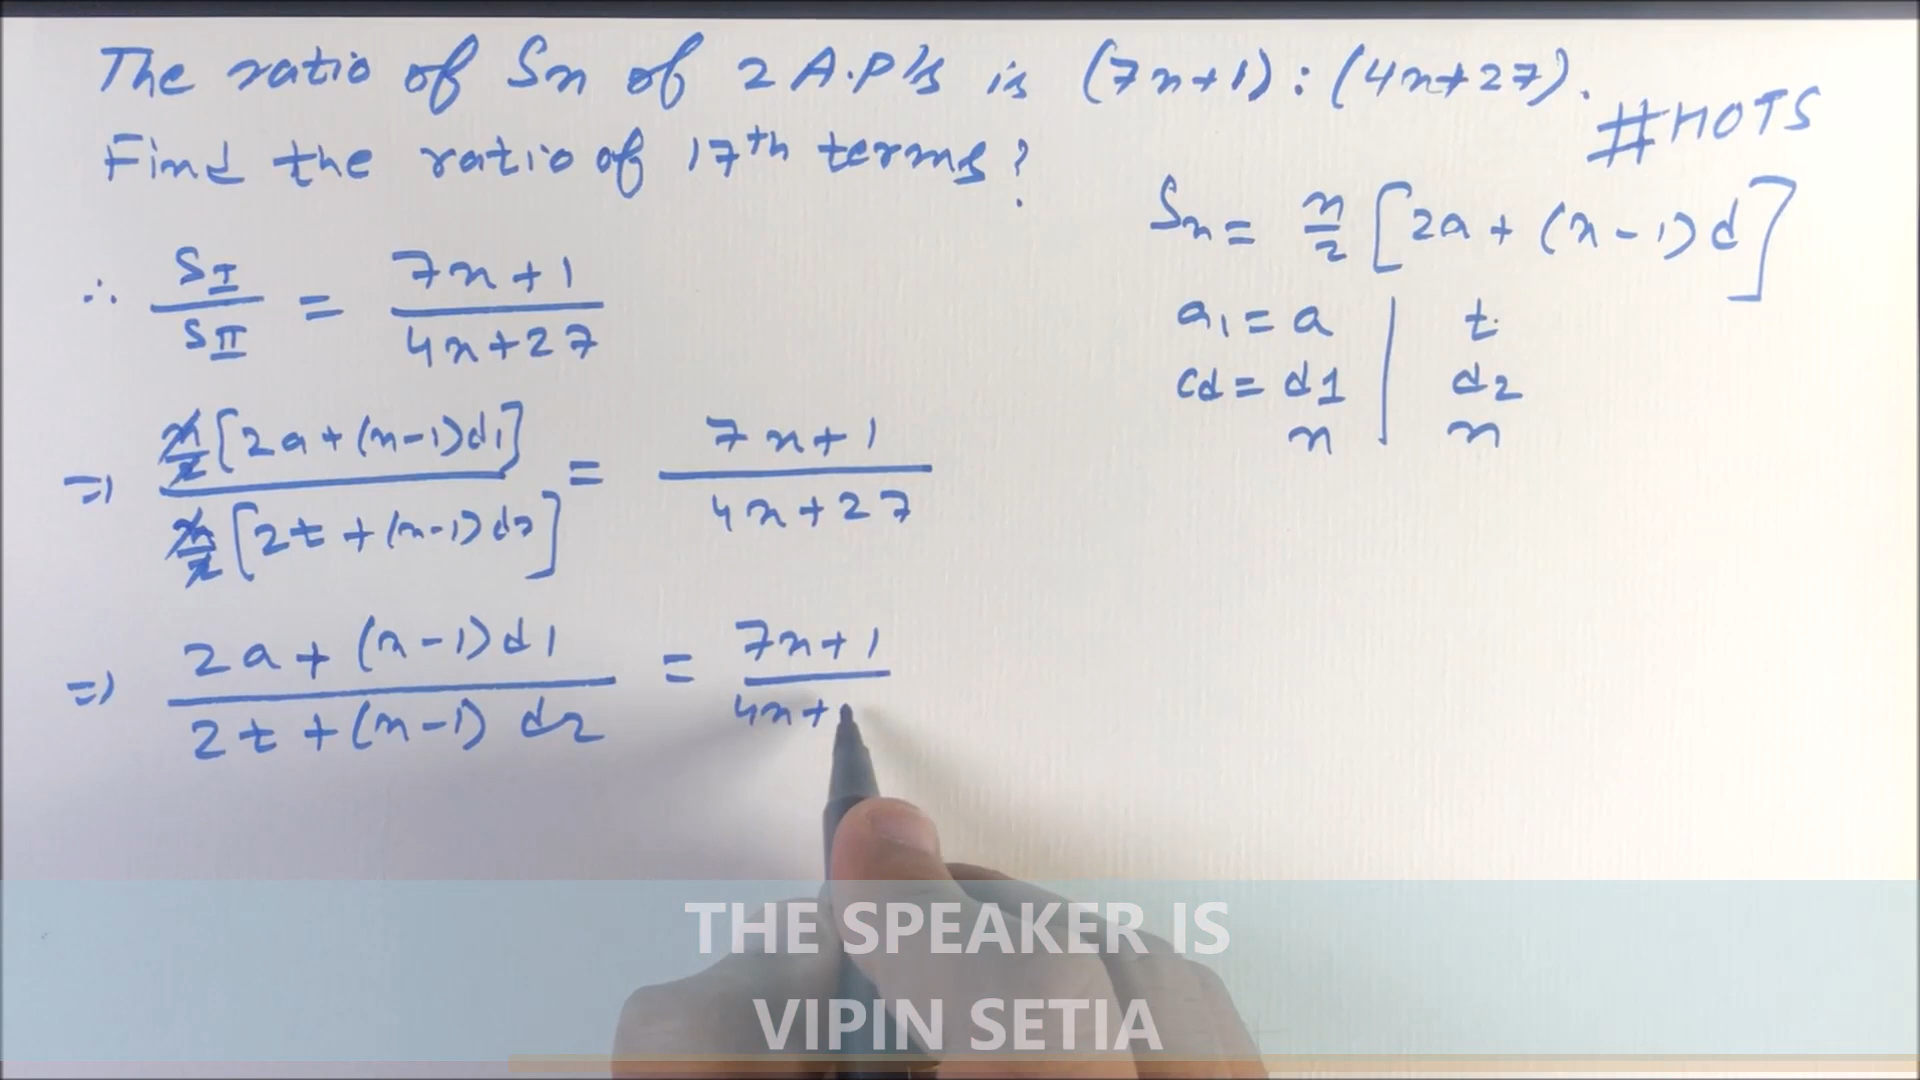 The ratio of Sn of 2 A.P's is (7n+1) : (4n+27).
Find the ratio of 17th terms?
#HOTS
Sn = n/2 [2a + (n-1)d]
a1 = a | t
cd = d1 | d2
n | n
∴ SI/SII = 7n+1/4n+27
=> n/2[2a+(n-1)d1] / n/2[2t+(n-1)d2] = 7n+1/4n+27
=> 2a+(n-1)d1 / 2t+(n-1)d2 = 7n+1/4n+
THE SPEAKER IS
VIPIN SETIA